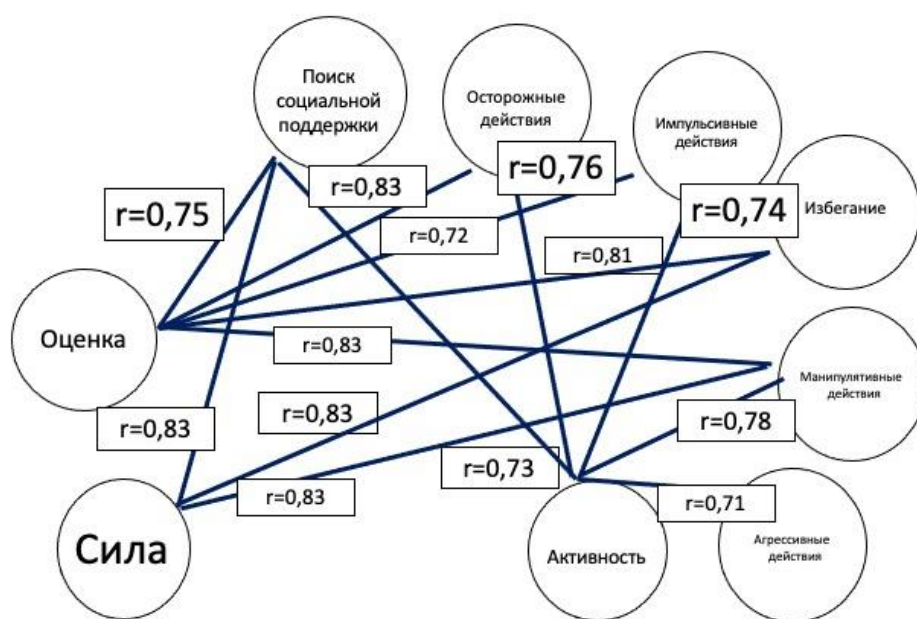 Поиск
социальной
поддержки
Осторожные
действия
Импульсивные
действия
Избегание
r=0,83
r=0,76
r=0,75
r=0,74
r=0,72
r=0,81
Оценка
r=0,83
Манипулятивные
действия
r=0,83
r=0,83
r=0,78
r=0,73
r=0,83
r=0,71
Сила
Активность
Агрессивные
действия